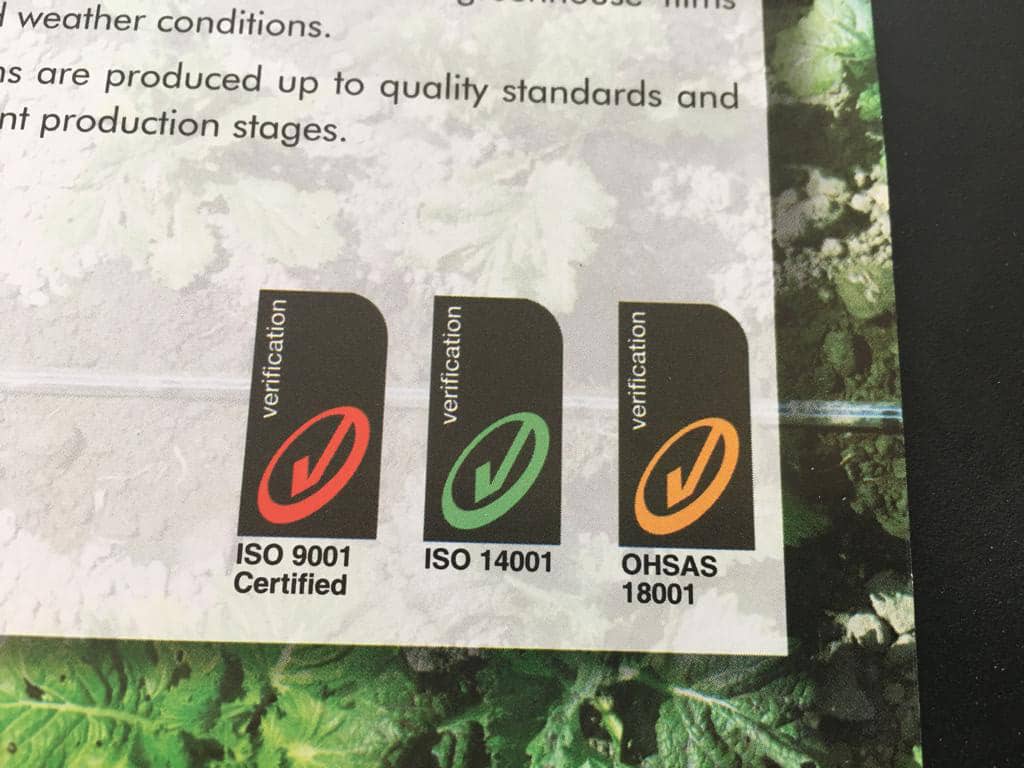 weather conditions.
are produced up to quality standards and
production stages.
verification
verification
verification
ISO 9001
Certified
ISO 14001
OHSAS
18001